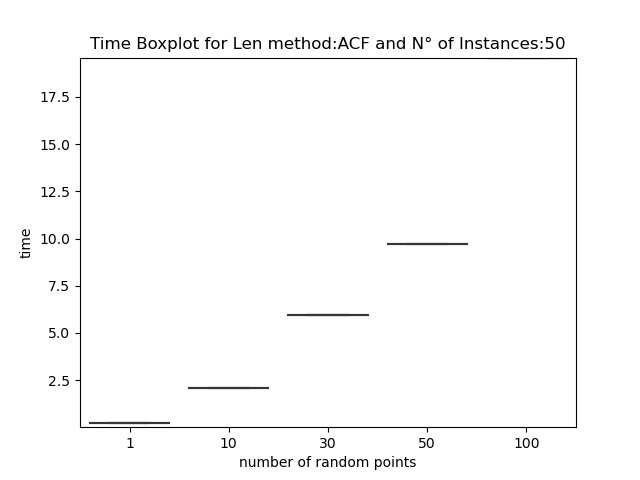 Time Boxplot for Len method:ACF and N° of Instances:50
17.5
15.0
12.5
10.0
7.5
5.0
2.5
time
1 10 30 50 100
number of random points